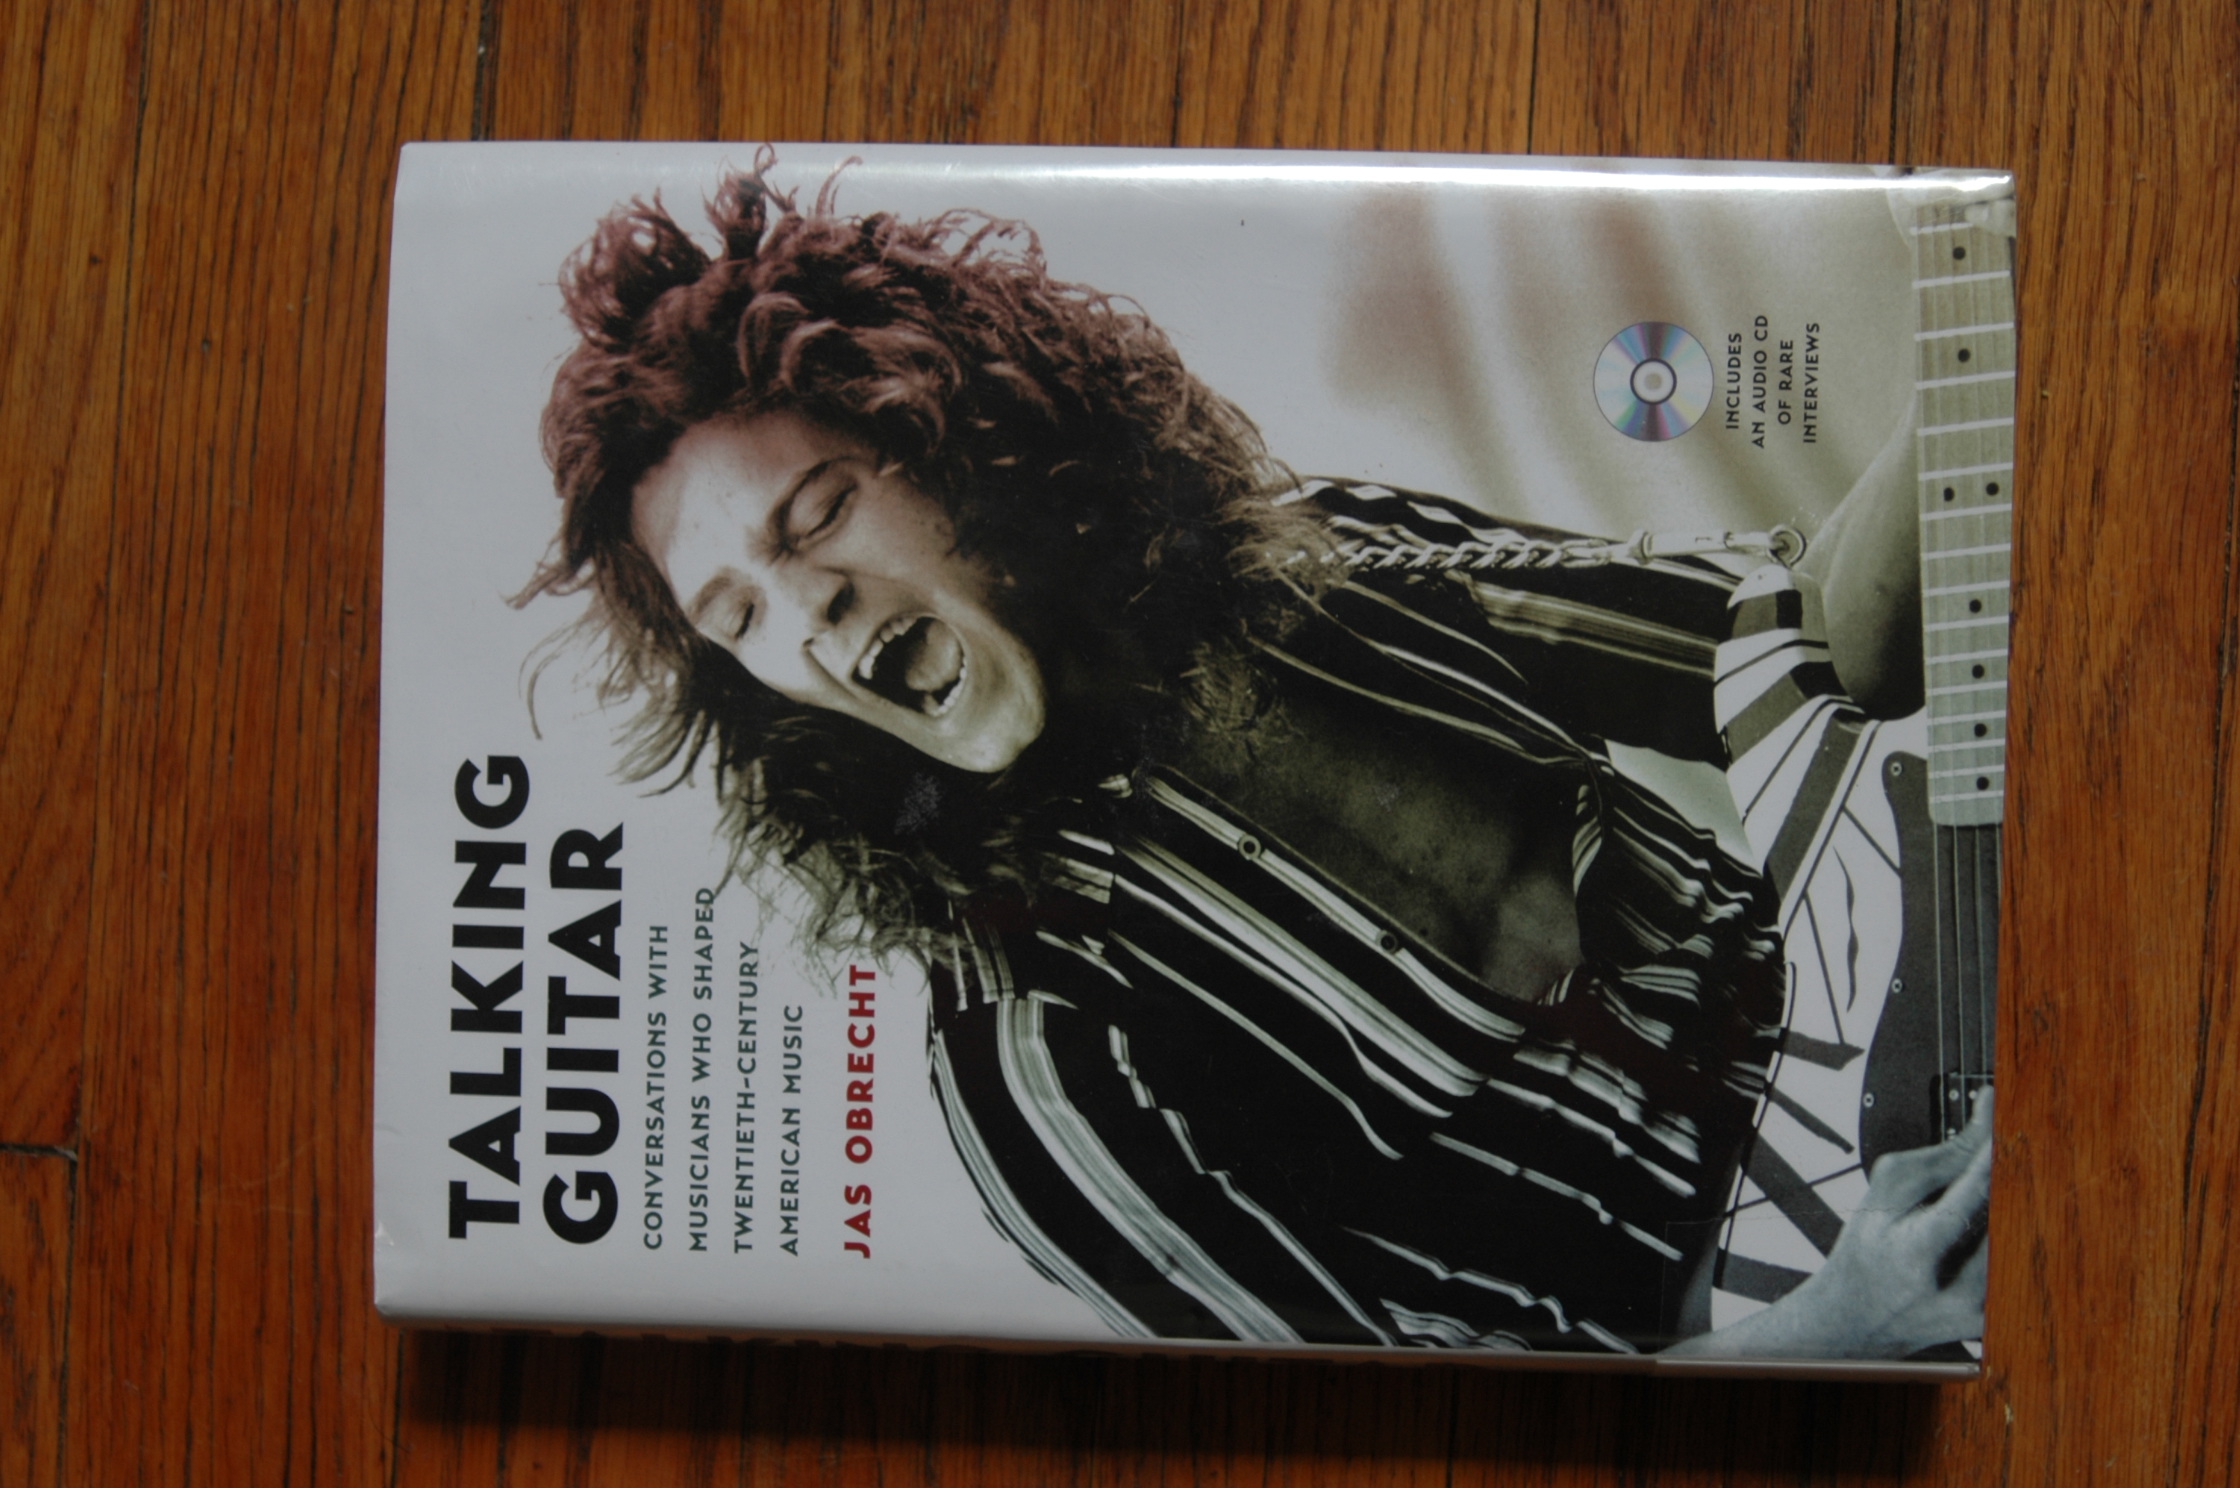 TALKING
GUITAR
CONVERSATIONS WITH
MUSICIANS WHO SHAPED
TWENTIETH-CENTURY
AMERICAN MUSIC
JAS OBRECHT
INCLUDES
AN AUDIO CD
OF RARE
INTERVIEWS